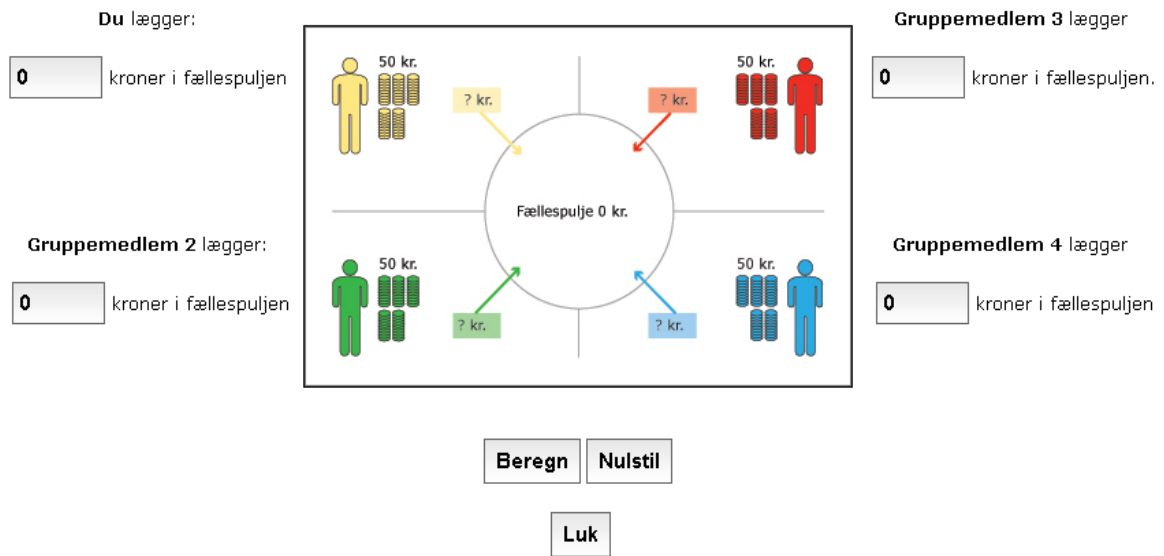 Du lægger:
0 kroner i fællespuljen
Gruppemedlem 2 lægger:
0 kroner i fællespuljen
50 kr.
? kr.
50 kr.
? kr.
Fællespulje 0 kr.
50 kr.
? kr.
50 kr.
? kr.
Gruppemedlem 3 lægger
0 kroner i fællespuljen.
Gruppemedlem 4 lægger
0 kroner i fællespuljen
Beregn Nulstil
Luk